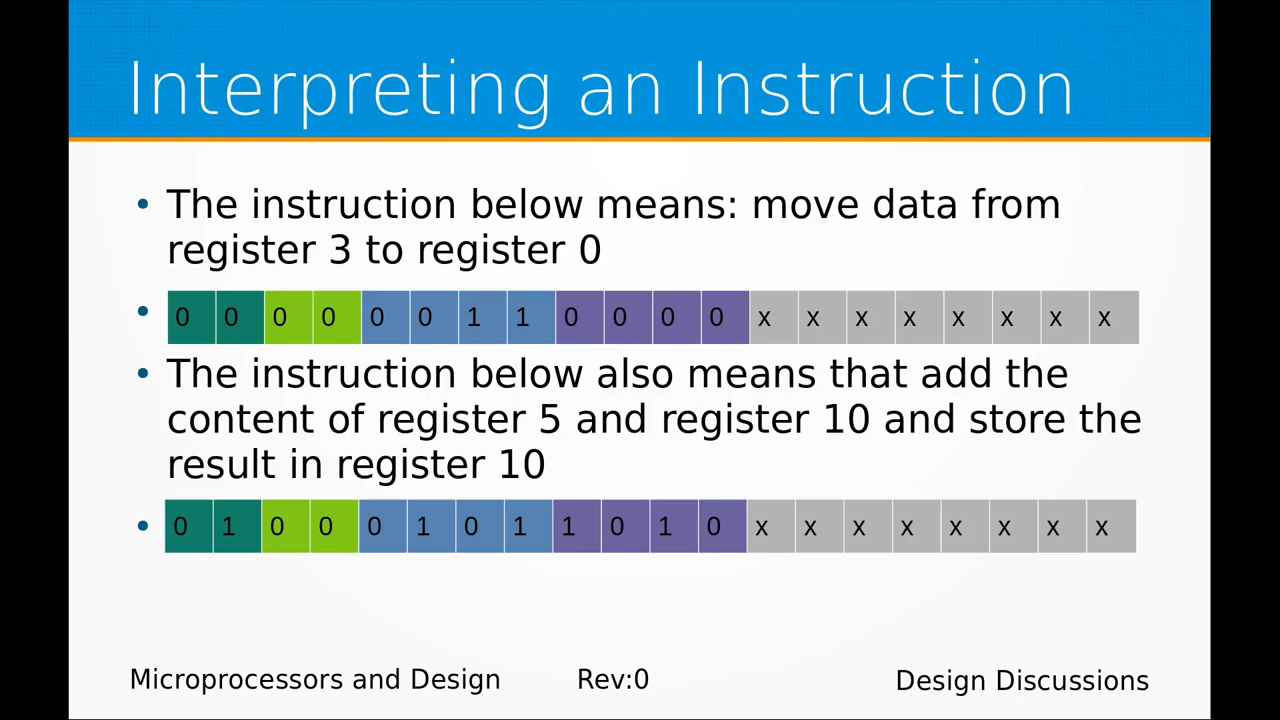 Interpreting an Instruction
• The instruction below means: move data from
register 3 to register 0
• 0 0 0 0 0 0 1 1 0 0 0 0 x x x x x x x x
• The instruction below also means that add the
content of register 5 and register 10 and store the
result in register 10
• 0 1 0 0 0 1 0 1 1 0 1 0 x x x x x x x x
Microprocessors and Design Rev:0 Design Discussions